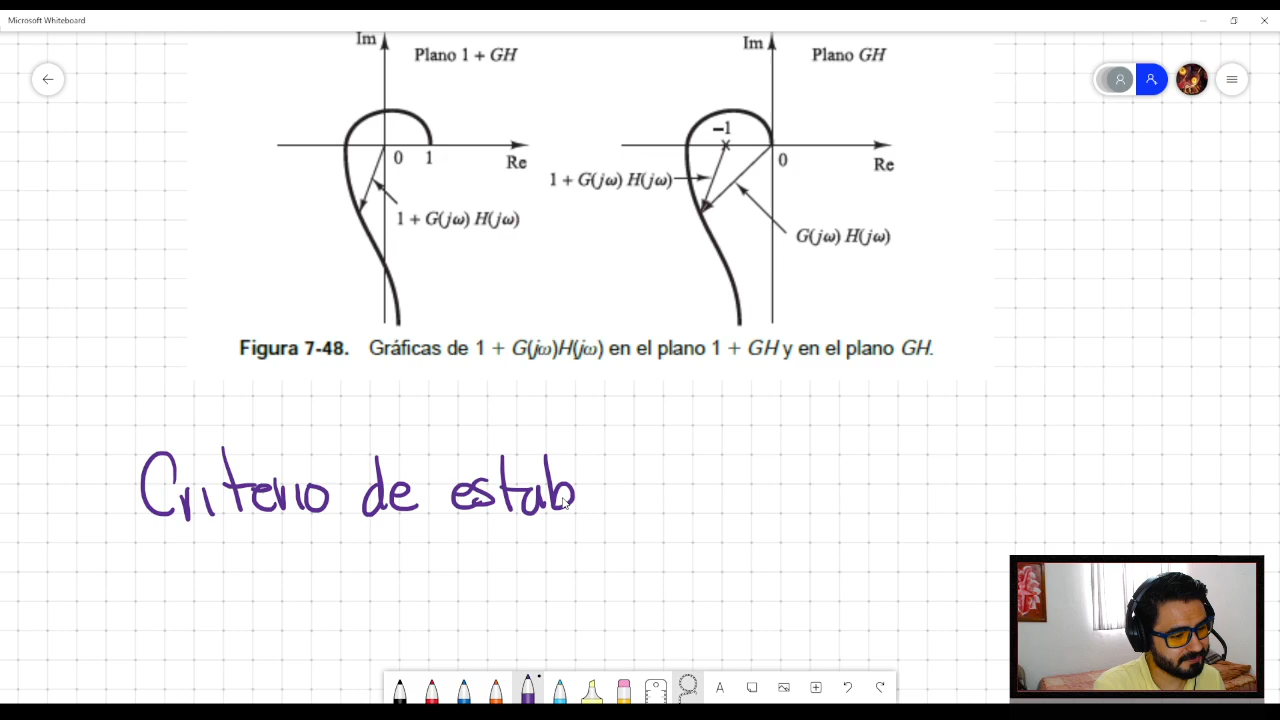 Microsoft Whiteboard
Im
Plano 1 + GH
0
1
Re
1 + G(jω) H(jω)
Im
Plano GH
−1
0
Re
1 + G(jω) H(jω)
G(jω) H(jω)
Figura 7-48. Gráficas de 1 + G(jω)H(jω) en el plano 1 + GH y en el plano GH.
Criterio de estab
A